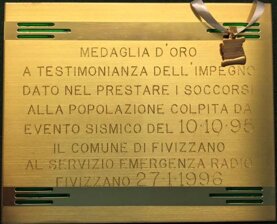 MEDAGLIA D'ORO
A TESTIMONIANZA DELL'IMPEGNO
DATO NEL PRESTARE I SOCCORSI
ALLA POPOLAZIONE COLPITA DA
EVENTO SISMICO DEL 10-10-95
IL COMUNE DI FIVIZZANO
AL SERVIZIO EMERGENZA RADIO
FIVIZZANO 27-1-1996